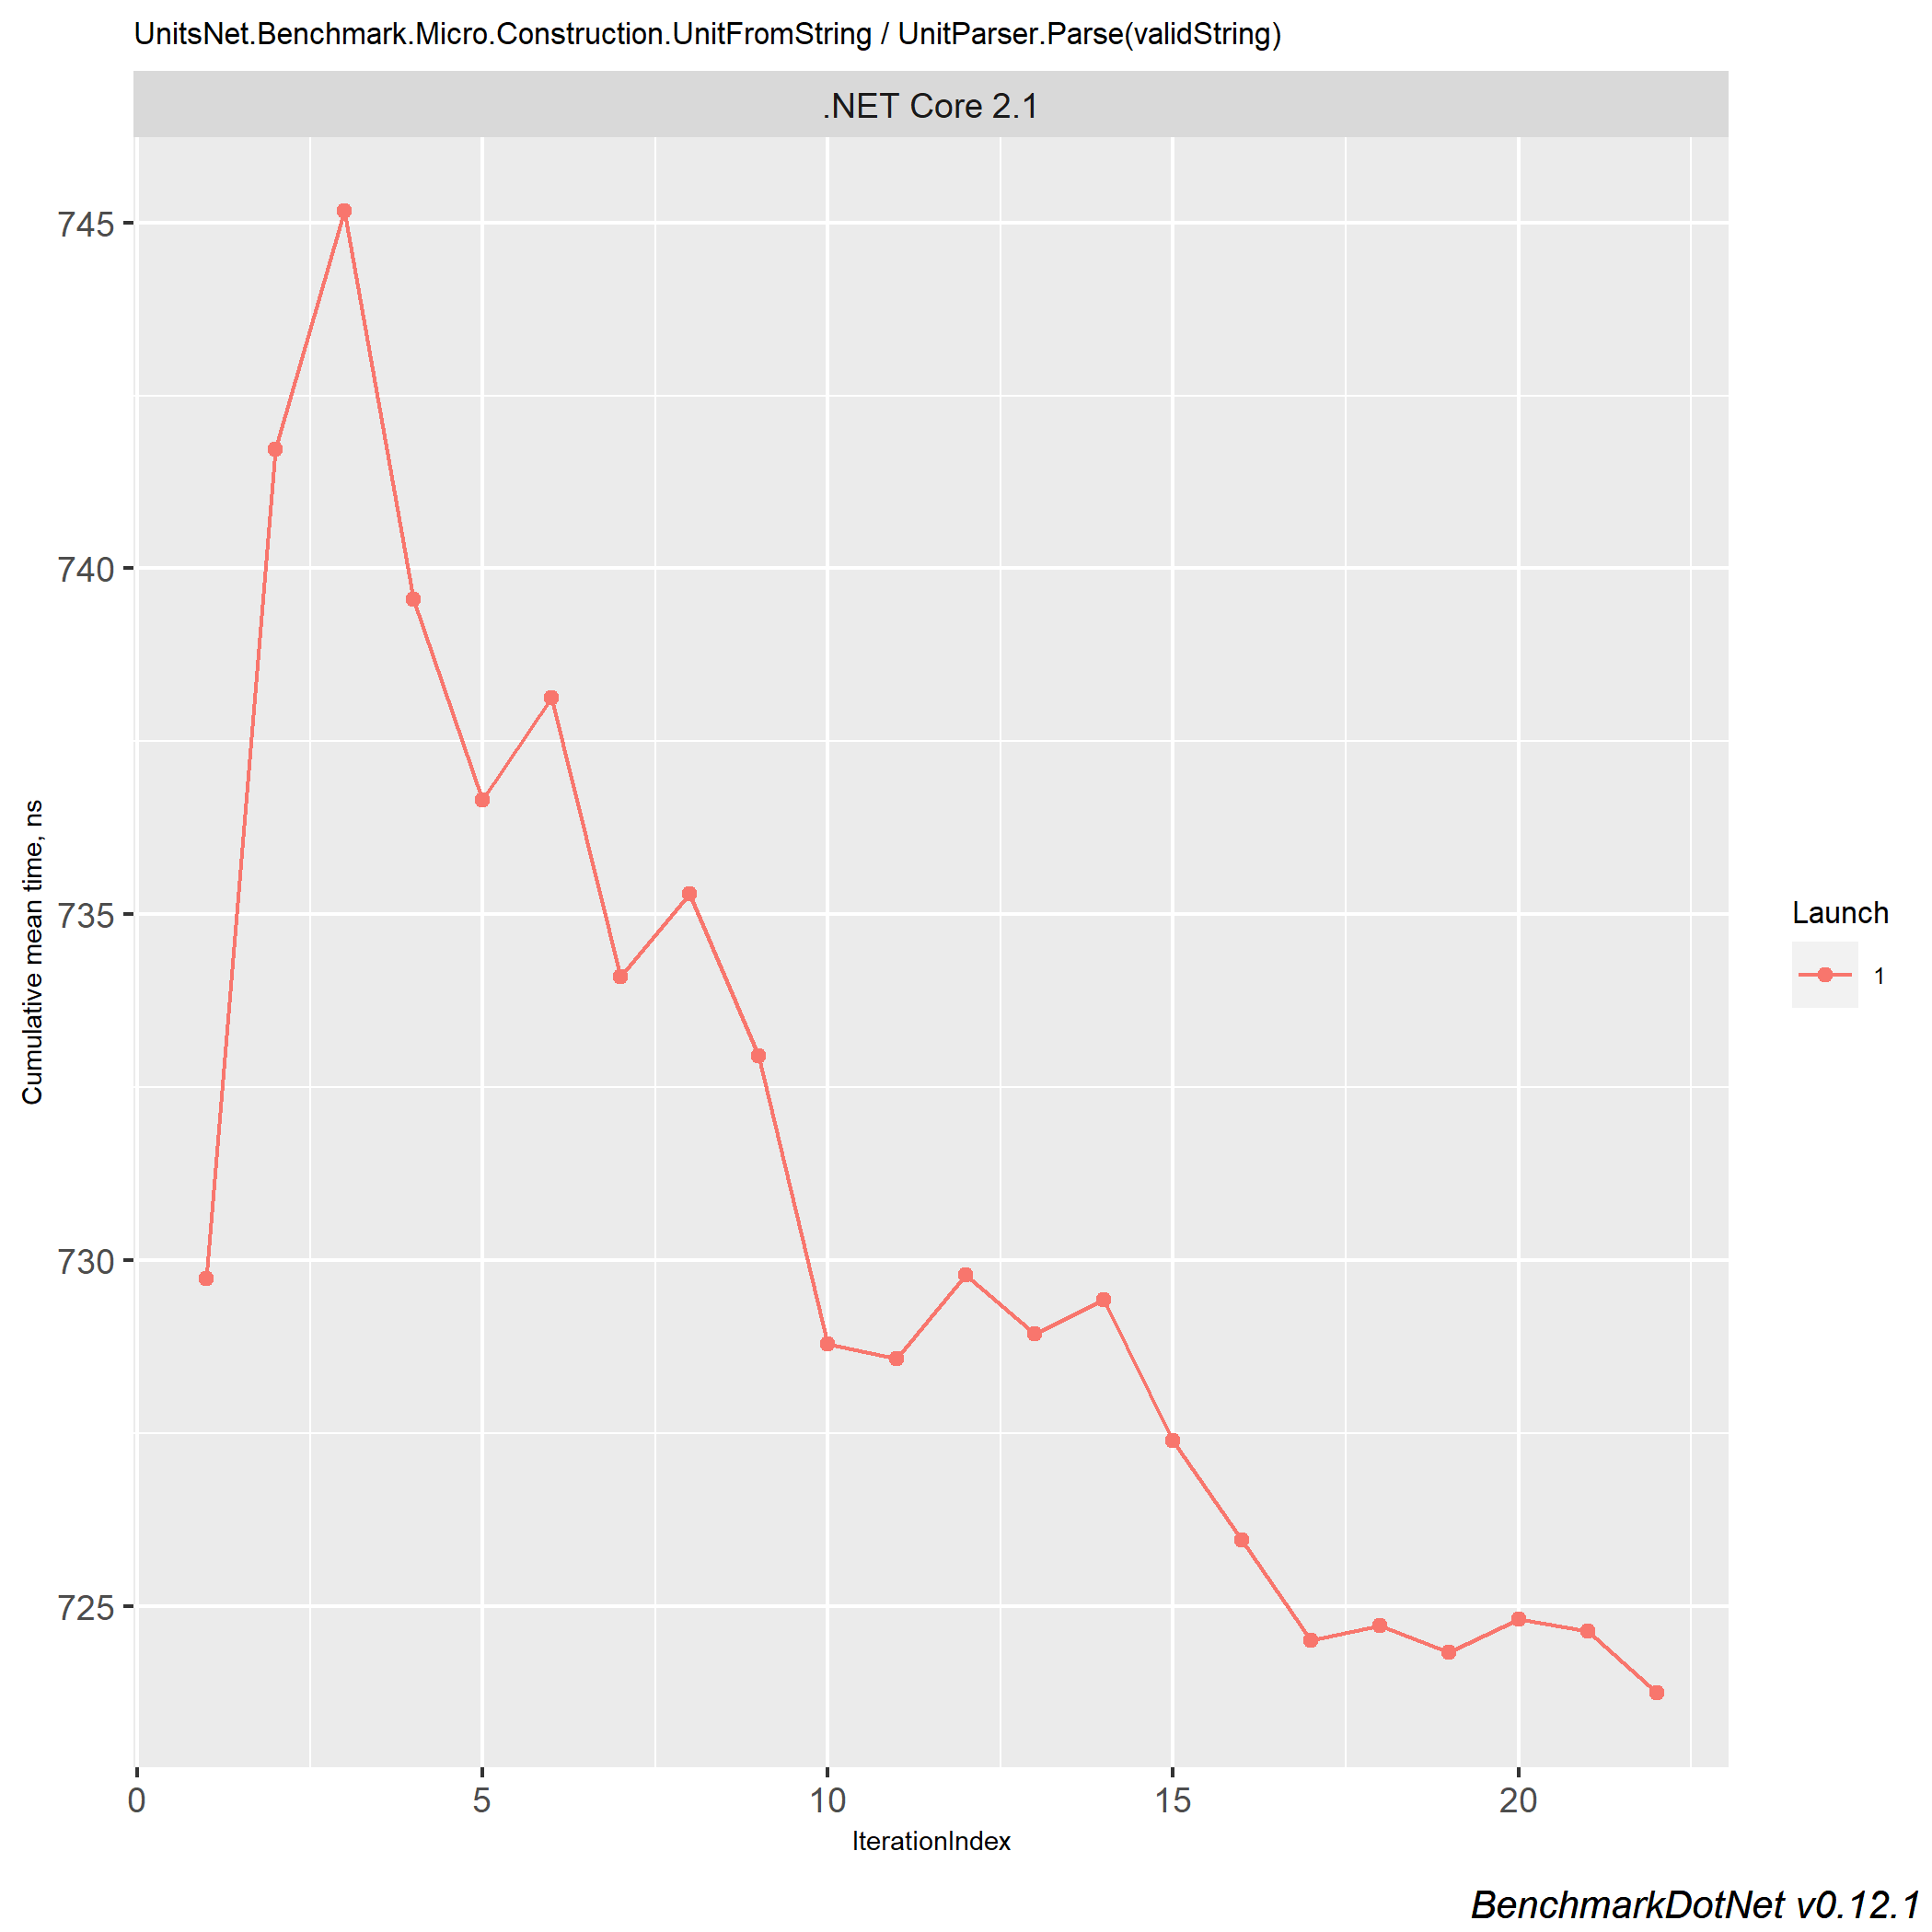 UnitsNet.Benchmark.Micro.Construction.UnitFromString / UnitParser.Parse(validString)
.NET Core 2.1
745
740
735
730
725
Cumulative mean time, ns
0 5 10 15 20
IterationIndex
Launch
1
BenchmarkDotNet v0.12.1